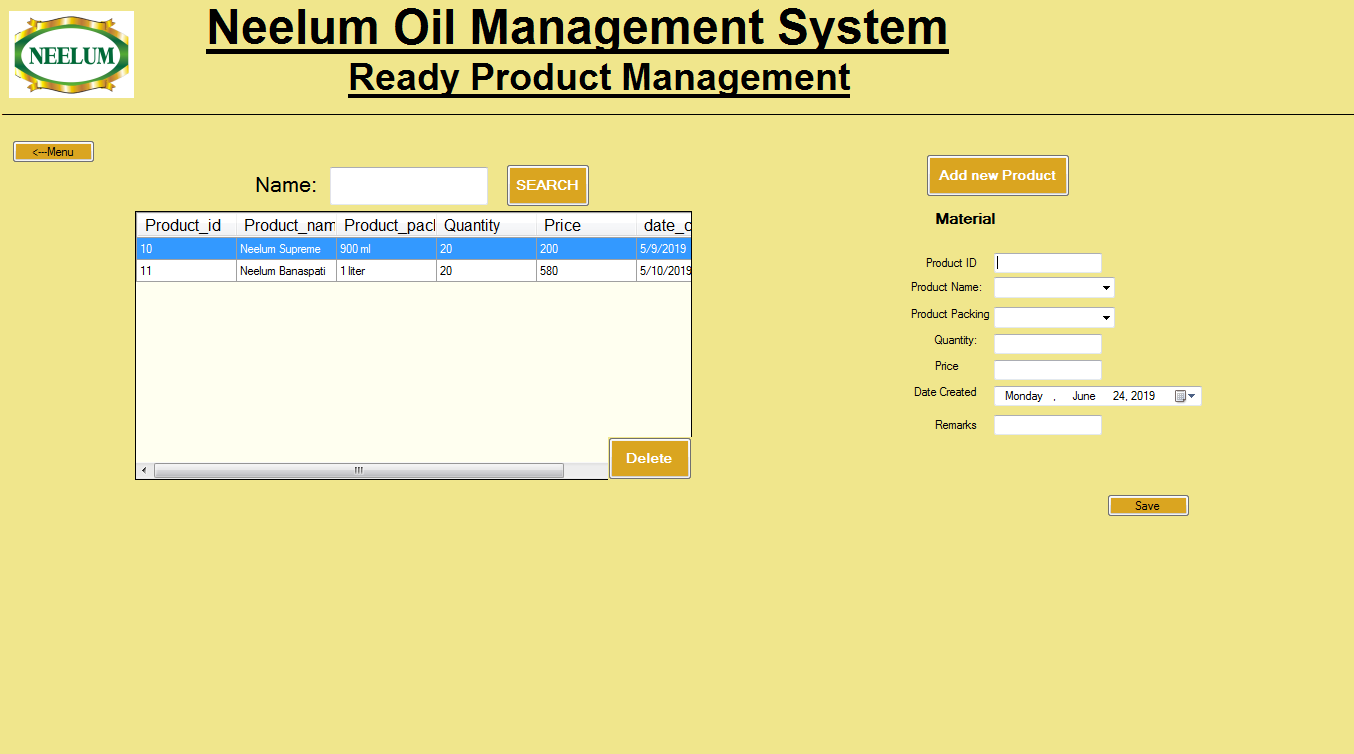 NEELUM
Neelum Oil Management System
Ready Product Management
<---Menu
Name:
SEARCH
Product_id Product_nam Product_pacl Quantity Price date_c
10 Neelum Supreme 900 ml 20 200 5/9/2019
11 Neelum Banaspati 1 liter 20 580 5/10/2019
Delete
Add new Product
Material
Product ID
Product Name:
Product Packing
Quantity:
Price
Date Created Monday , June 24, 2019
Remarks
Save